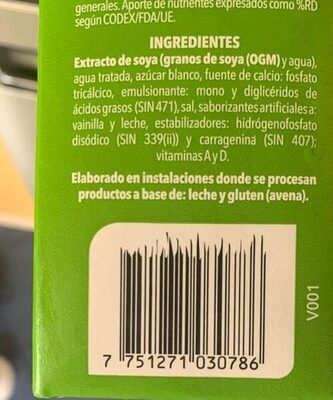 generales. Aporte de nutrientes expresados como %RD
según CODEX/FDA/UE.
INGREDIENTES
Extracto de soya (granos de soya (OGM) y agua),
agua tratada, azúcar blanco, fuente de calcio: fosfato
tricálcico, emulsionante: mono y diglicéridos de
ácidos grasos (SIN 471), sal, saborizantes artificiales a:
vainilla y leche, estabilizadores: hidrógenofosfato
disódico (SIN 339(ii)) y carragenina (SIN 407);
vitaminas A y D.
Elaborado en instalaciones donde se procesan
productos a base de: leche y gluten (avena).
7 751271 030786
V001